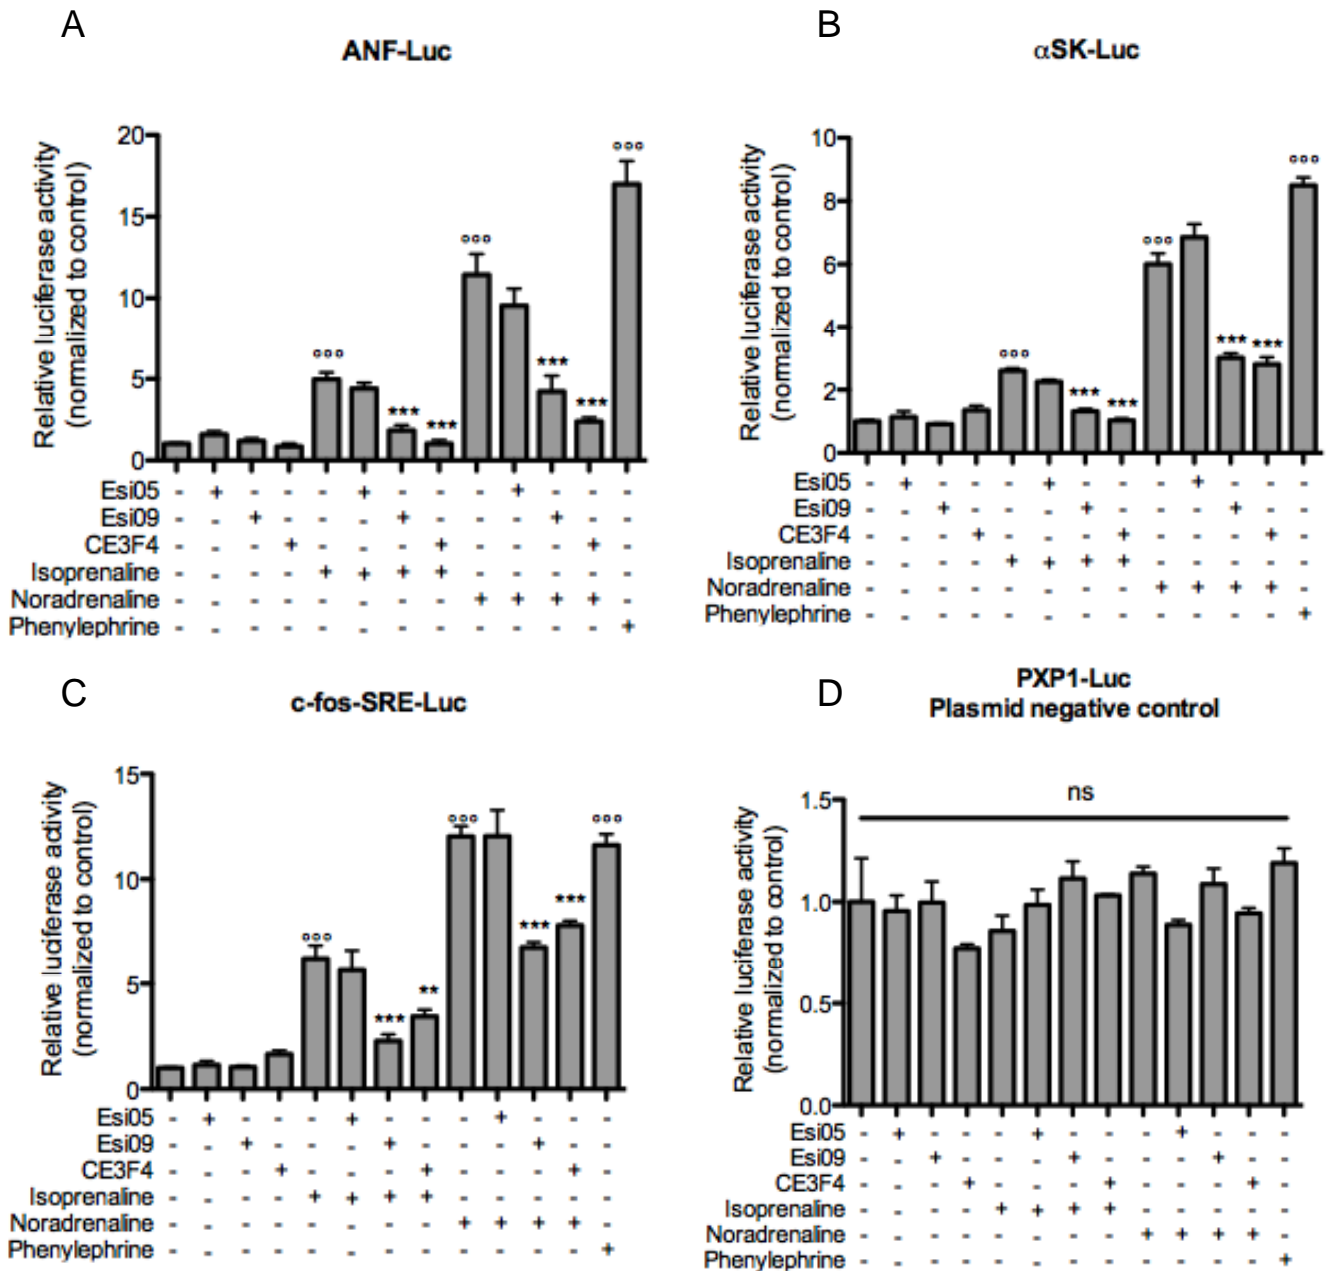 A
ANF-Luc
Relative luciferase activity
(normalized to control)
20
15
10
5
0
°°°
***
***
°°°
***
***
°°°
Esi05 - + - - - + - - - + - - -
Esi09 - - + - - - + - - - + - -
CE3F4 - - - + - - - + - - - + -
Isoprenaline - - - - + + + + - - - - -
Noradrenaline - - - - - - - - + + + + -
Phenylephrine - - - - - - - - - - - - +
B
αSK-Luc
Relative luciferase activity
(normalized to control)
10
8
6
4
2
0
°°°
***
***
°°°
***
***
°°°
Esi05 - + - - - + - - - + - - -
Esi09 - - + - - - + - - - + - -
CE3F4 - - - + - - - + - - - + -
Isoprenaline - - - - + + + + - - - - -
Noradrenaline - - - - - - - - + + + + -
Phenylephrine - - - - - - - - - - - - +
C
c-fos-SRE-Luc
Relative luciferase activity
(normalized to control)
15
10
5
0
°°°
***
**
°°°
***
***
°°°
Esi05 - + - - - + - - - + - - -
Esi09 - - + - - - + - - - + - -
CE3F4 - - - + - - - + - - - + -
Isoprenaline - - - - + + + + - - - - -
Noradrenaline - - - - - - - - + + + + -
Phenylephrine - - - - - - - - - - - - +
D
PXP1-Luc
Plasmid negative control
Relative luciferase activity
(normalized to control)
1.5
1.0
0.5
0.0
ns
Esi05 - + - - - + - - - + - - -
Esi09 - - + - - - + - - - + - -
CE3F4 - - - + - - - + - - - + -
Isoprenaline - - - - + + + + - - - - -
Noradrenaline - - - - - - - - + + + + -
Phenylephrine - - - - - - - - - - - - +